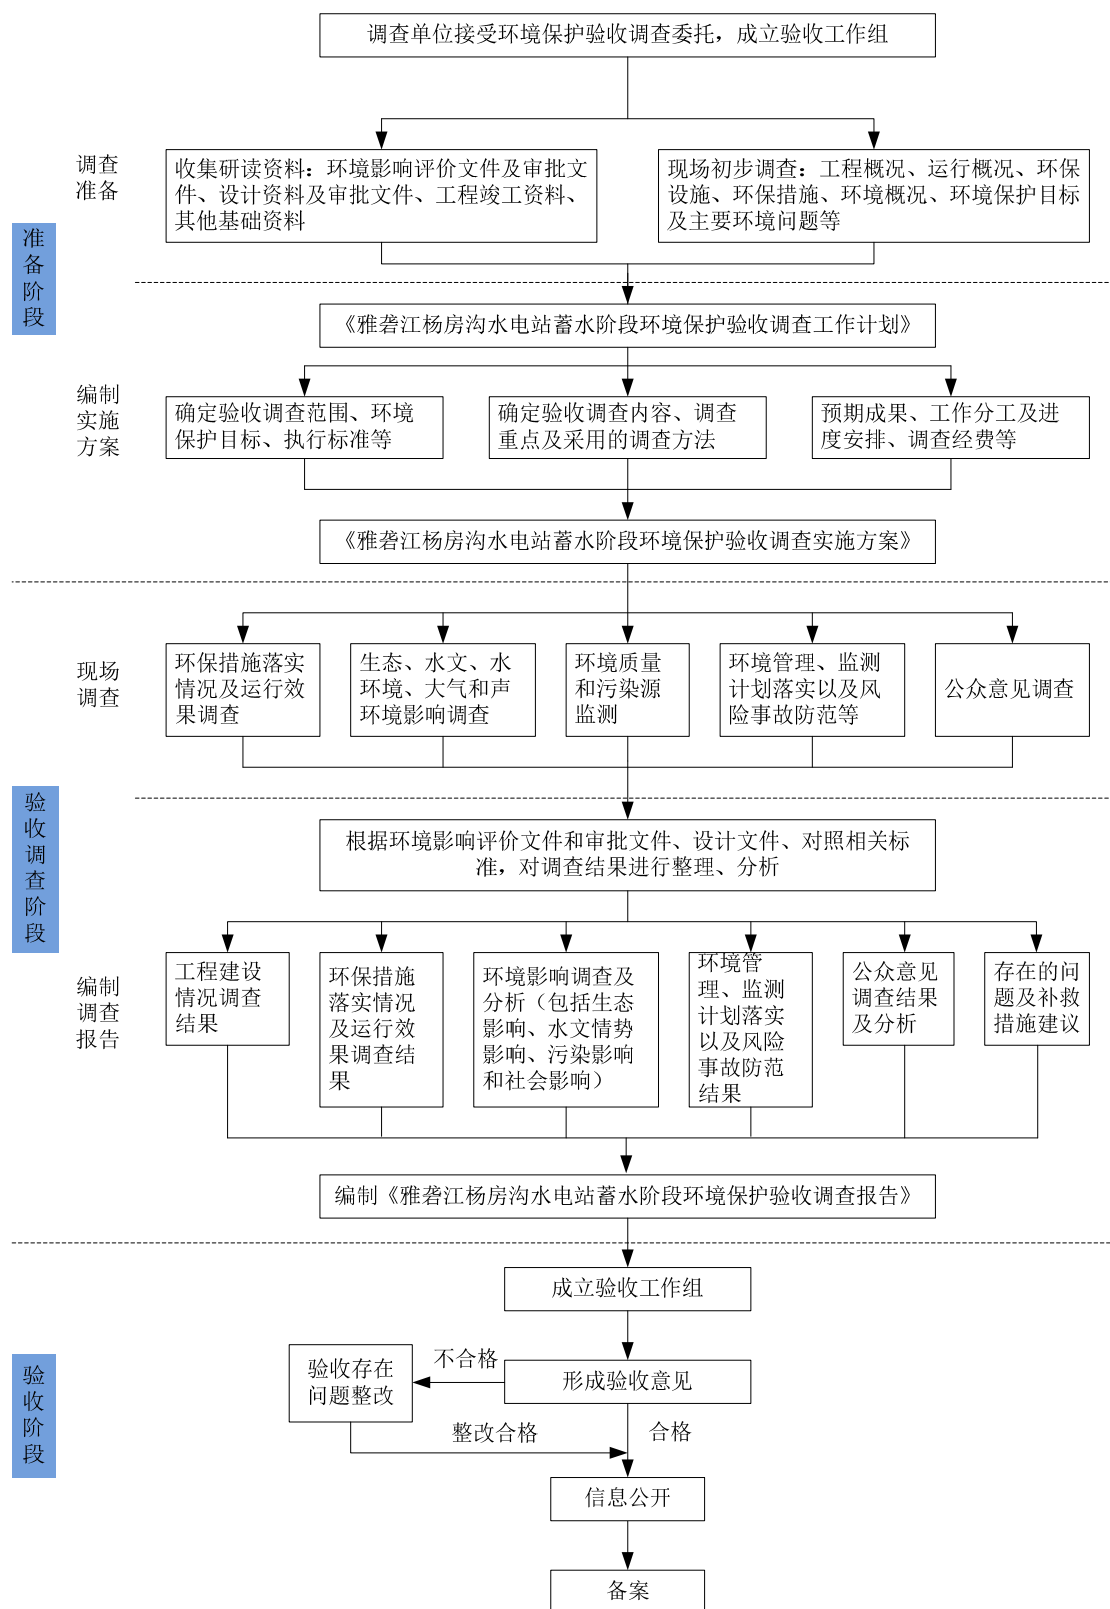 调查单位接受环境保护验收调查委托，成立验收工作组
调查
准备
收集研读资料：环境影响评价文件及审批文
件、设计资料及审批文件、工程竣工资料、
其他基础资料
现场初步调查：工程概况、运行概况、环保
设施、环保措施、环境概况、环境保护目标
及主要环境问题等
准
备
阶
段
《雅砻江杨房沟水电站蓄水阶段环境保护验收调查工作计划》
编制
实施
方案
确定验收调查范围、环境
保护目标、执行标准等
确定验收调查内容、调查
重点及采用的调查方法
预期成果、工作分工及进
度安排、调查经费等
《雅砻江杨房沟水电站蓄水阶段环境保护验收调查实施方案》
现场
调查
环保措施落实
情况及运行效
果调查
生态、水文、水
环境、大气和声
环境影响调查
环境质量
和污染源
监测
环境管理、监测
计划落实以及风
险事故防范等
公众意见调查
验
收
调
查
阶
段
根据环境影响评价文件和审批文件、设计文件、对照相关标
准，对调查结果进行整理、分析
编制
调查
报告
工程建设
情况调查
结果
环保措施
落实情况
及运行效
果调查结
果
环境影响调查及
分析（包括生态
影响、水文情势
影响、污染影响
和社会影响）
环境管
理、监测
计划落实
以及风险
事故防范
结果
公众意见
调查结果
及分析
存在的问
题及补救
措施建议
编制《雅砻江杨房沟水电站蓄水阶段环境保护验收调查报告》
成立验收工作组
验
收
阶
段
验收存在
问题整改
不合格
形成验收意见
整改合格
合格
信息公开
备案